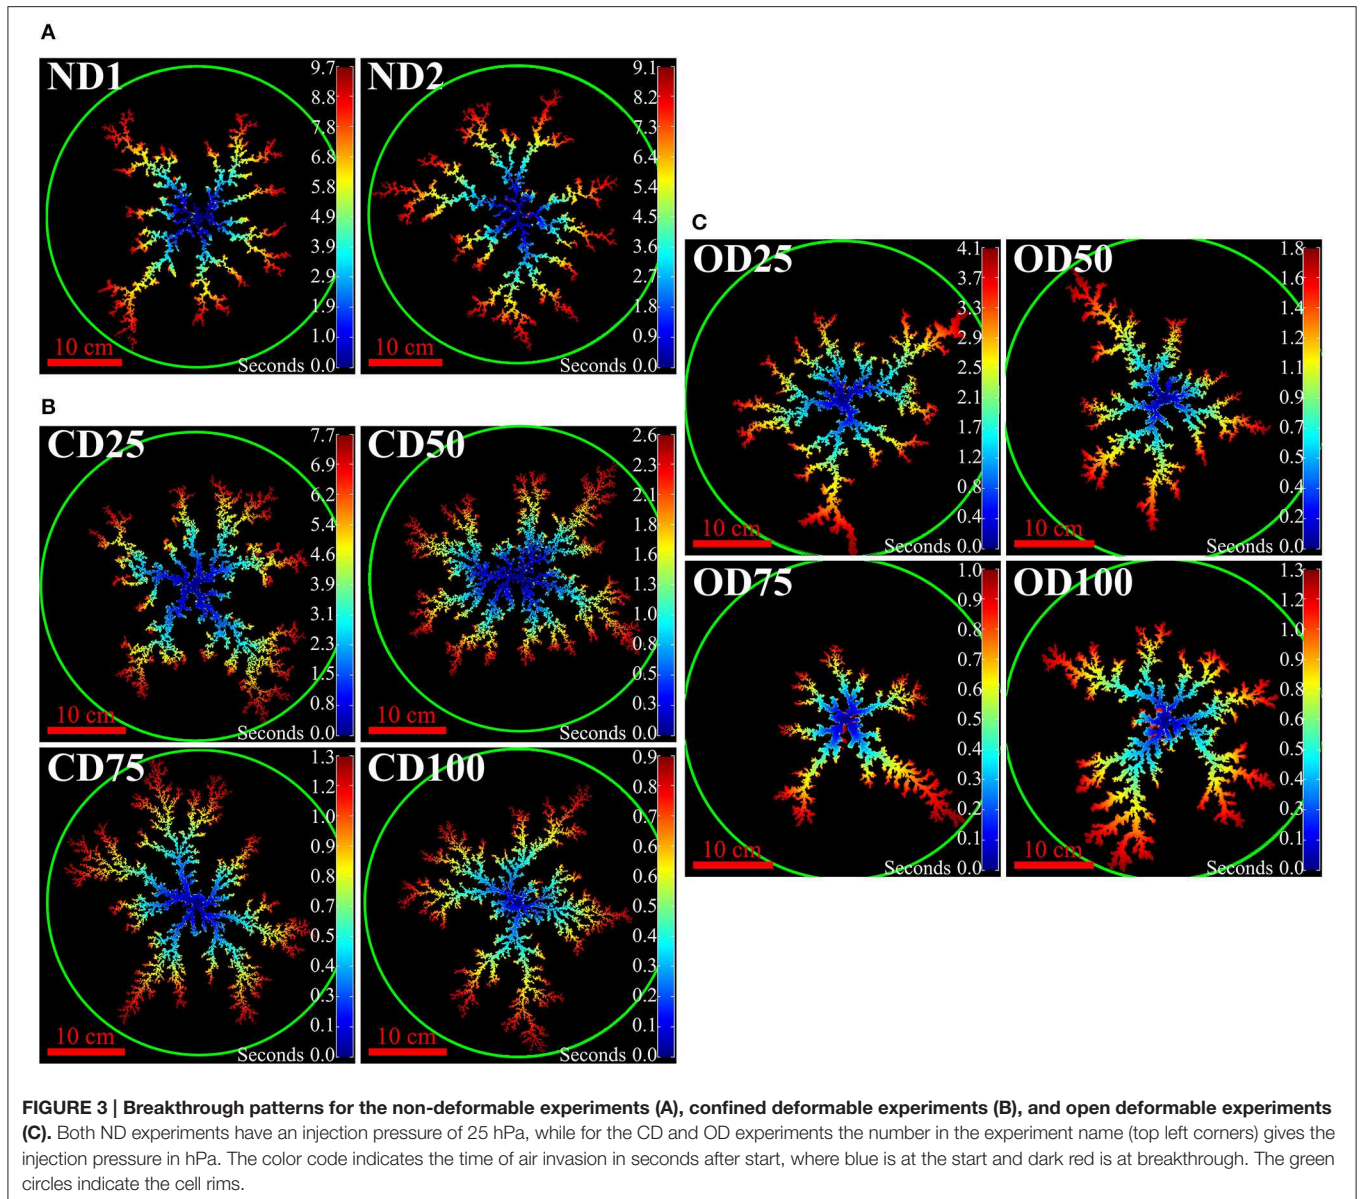 A
ND1
9.7
8.8
7.8
6.8
5.8
4.9
3.9
2.9
1.9
1.0
Seconds 0.0
10 cm
ND2
9.1
8.2
7.3
6.4
5.4
4.5
3.6
2.7
1.8
0.9
Seconds 0.0
10 cm
B
CD25
7.7
6.9
6.2
5.4
4.6
3.9
3.1
2.3
1.5
0.8
Seconds 0.0
10 cm
CD50
2.6
2.3
2.1
1.8
1.6
1.3
1.0
0.8
0.5
0.3
Seconds 0.0
10 cm
CD75
1.3
1.2
1.0
0.9
0.8
0.7
0.5
0.4
0.3
0.1
Seconds 0.0
10 cm
CD100
0.9
0.8
0.7
0.6
0.5
0.5
0.4
0.3
0.2
0.1
Seconds 0.0
10 cm
C
OD25
4.1
3.7
3.3
2.9
2.5
2.1
1.7
1.2
0.8
0.4
Seconds 0.0
10 cm
OD50
1.8
1.6
1.4
1.2
1.1
0.9
0.7
0.5
0.4
0.2
Seconds 0.0
10 cm
OD75
1.0
0.9
0.8
0.7
0.6
0.5
0.4
0.3
0.2
0.1
Seconds 0.0
10 cm
OD100
1.3
1.2
1.0
0.9
0.8
0.6
0.5
0.4
0.3
0.1
Seconds 0.0
10 cm
FIGURE 3 | Breakthrough patterns for the non-deformable experiments (A), confined deformable experiments (B), and open deformable experiments
(C). Both ND experiments have an injection pressure of 25 hPa, while for the CD and OD experiments the number in the experiment name (top left corners) gives the
injection pressure in hPa. The color code indicates the time of air invasion in seconds after start, where blue is at the start and dark red is at breakthrough. The green
circles indicate the cell rims.